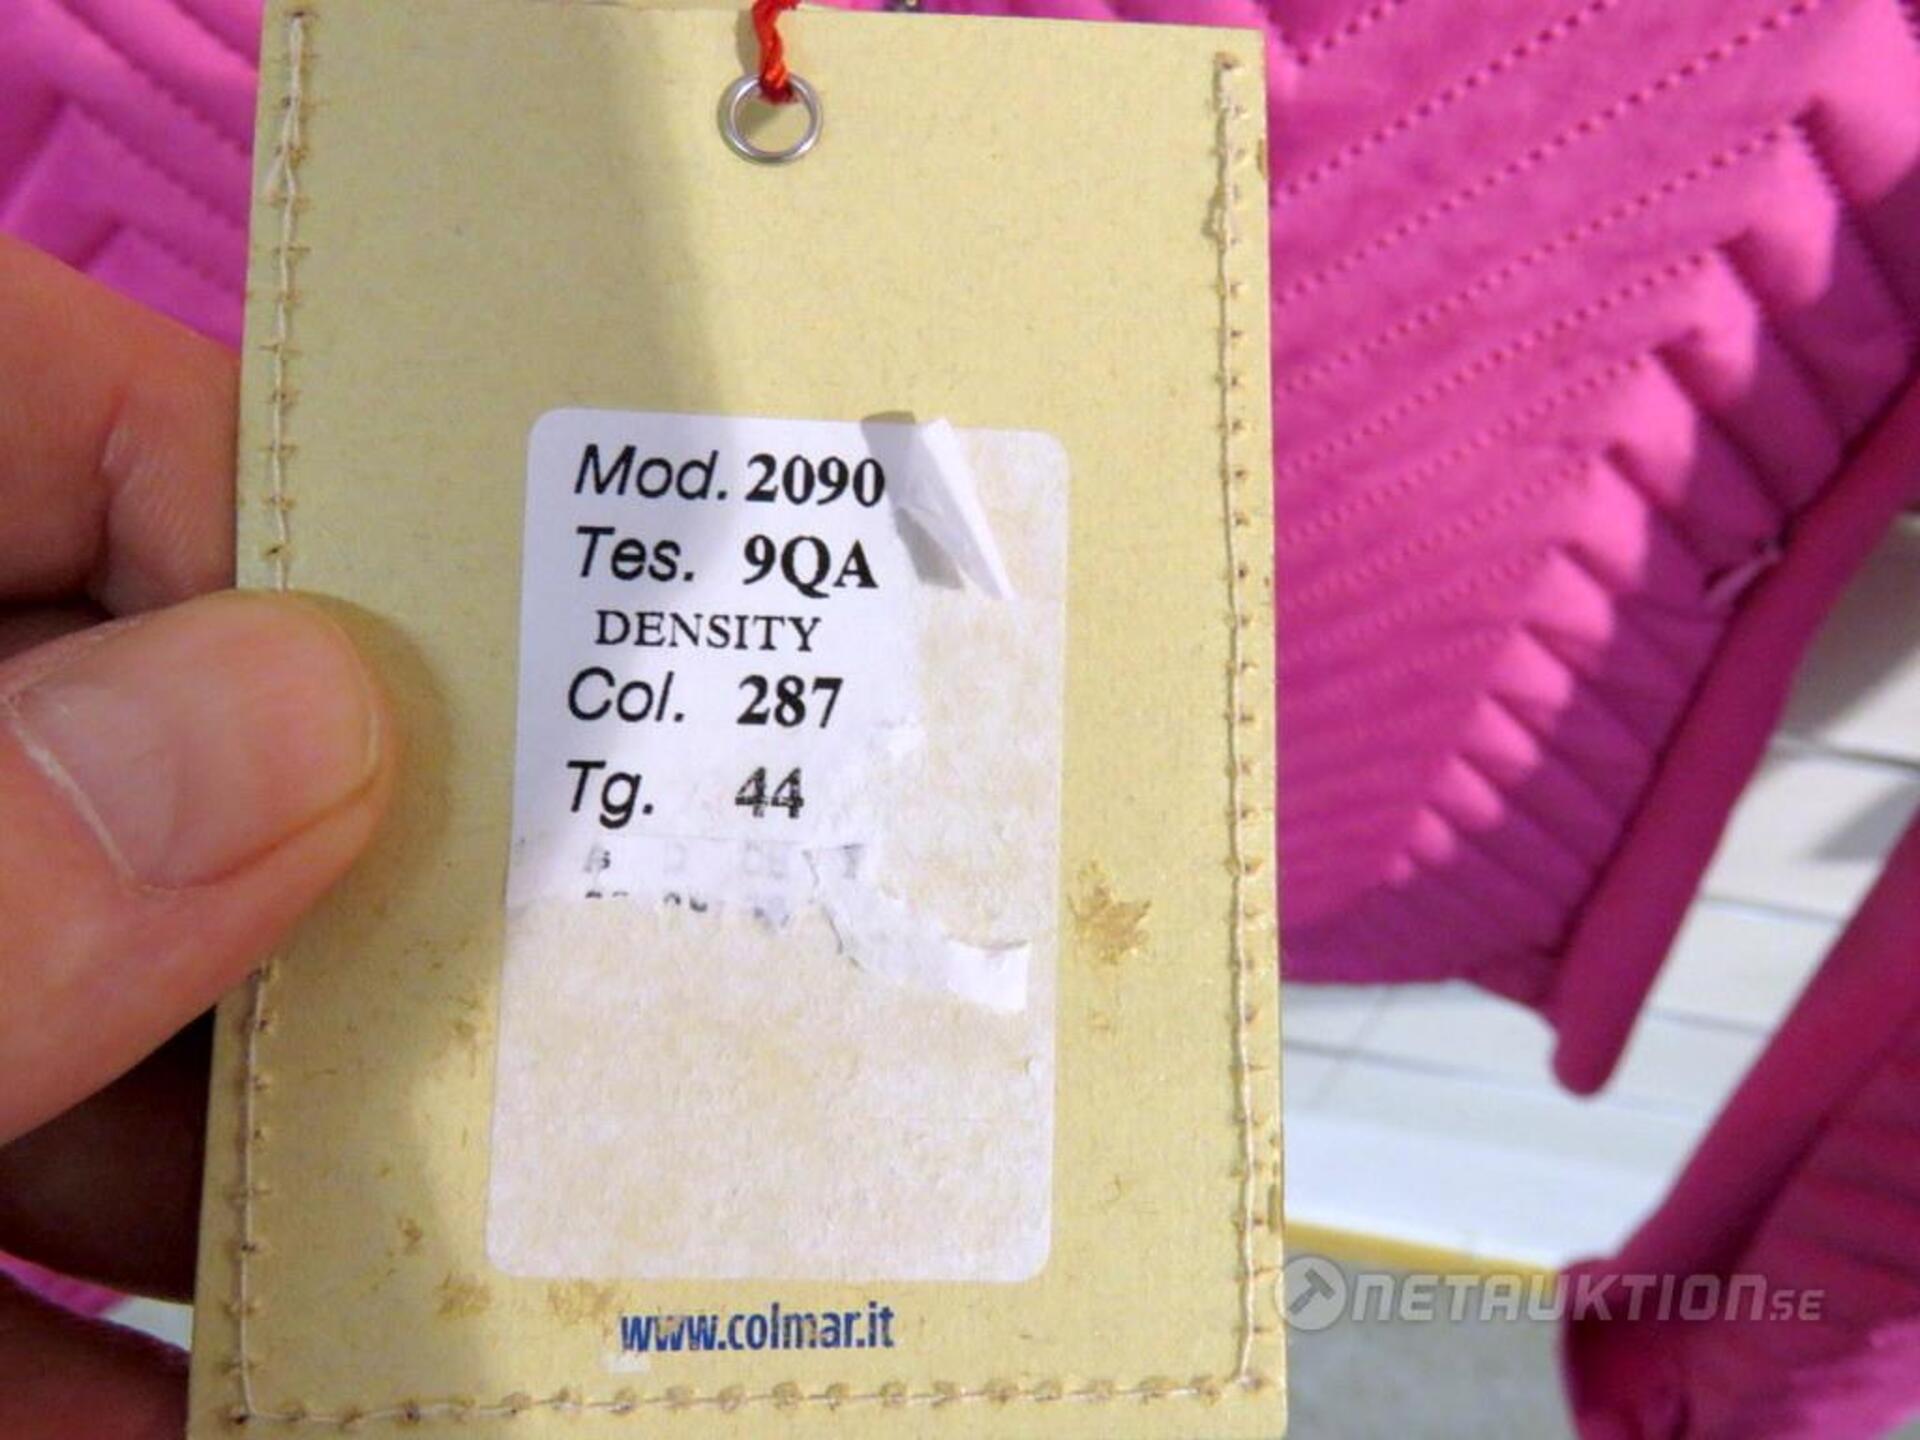 Mod. 2090
Tes. 9QA
DENSITY
Col. 287
Tg. 44
www.colmar.it
NETAUKTION.SE